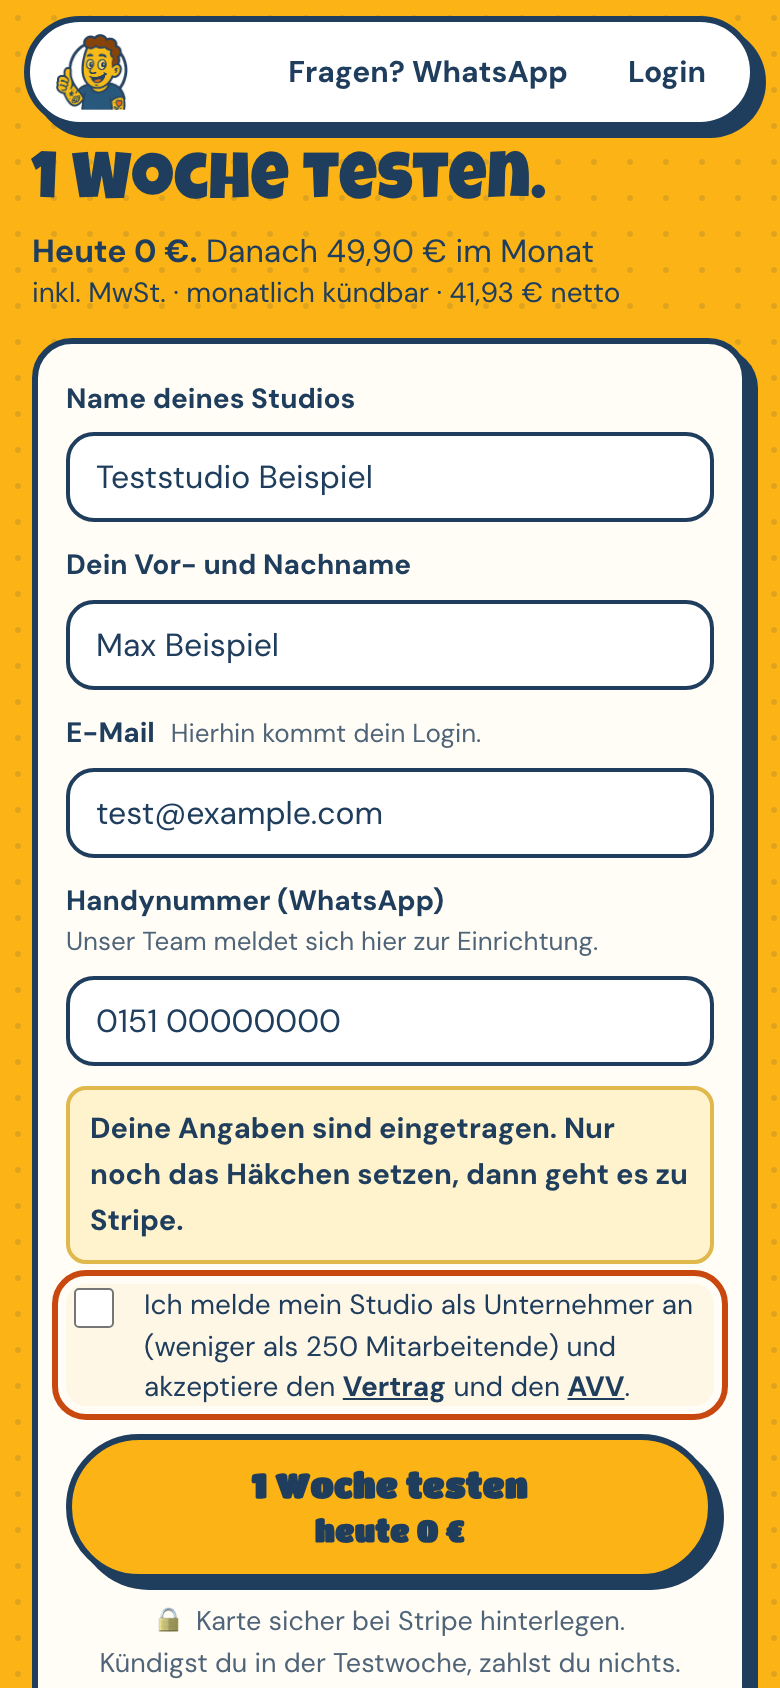 Fragen? WhatsApp Login
1 Woche testen.
Heute 0 €. Danach 49,90 € im Monat
inkl. MwSt. · monatlich kündbar · 41,93 € netto
Name deines Studios
Teststudio Beispiel
Dein Vor- und Nachname
Max Beispiel
E-Mail Hierhin kommt dein Login.
test@example.com
Handynummer (WhatsApp)
Unser Team meldet sich hier zur Einrichtung.
0151 00000000
Deine Angaben sind eingetragen. Nur
noch das Häkchen setzen, dann geht es zu
Stripe.
Ich melde mein Studio als Unternehmer an
(weniger als 250 Mitarbeitende) und
akzeptiere den Vertrag und den AVV.
1 Woche testen
heute 0 €
🔒 Karte sicher bei Stripe hinterlegen.
Kündigst du in der Testwoche, zahlst du nichts.